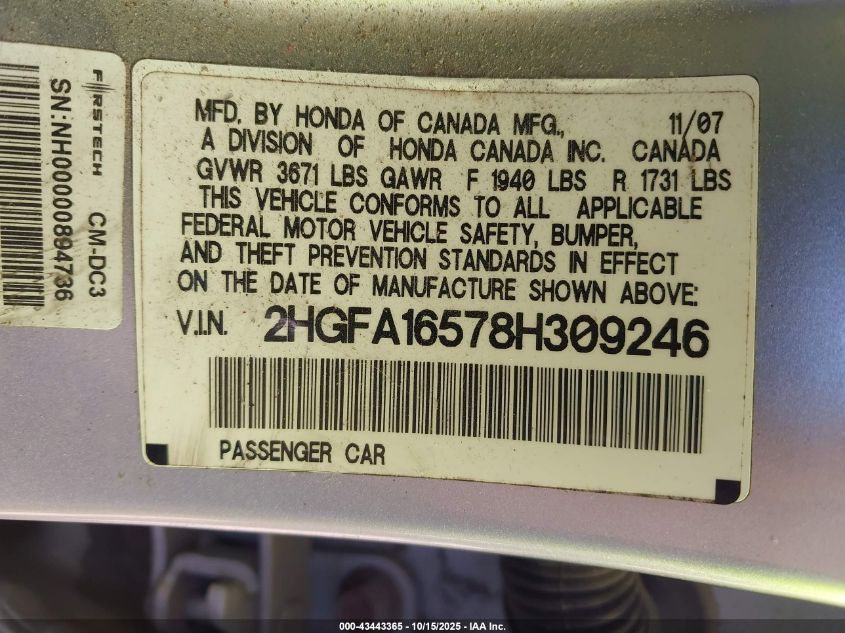 FIRSTECH
CM-DC3
SN:NH00000894736
MFD. BY HONDA OF CANADA MFG., 11/07
A DIVISION OF HONDA CANADA INC. CANADA
GVWR 3671 LBS GAWR F 1940 LBS R 1731 LBS
THIS VEHICLE CONFORMS TO ALL APPLICABLE
FEDERAL MOTOR VEHICLE SAFETY, BUMPER,
AND THEFT PREVENTION STANDARDS IN EFFECT
ON THE DATE OF MANUFACTURE SHOWN ABOVE:
V.I.N. 2HGFA16578H309246
PASSENGER CAR
000-43443365 - 10/15/2025 - IAA Inc.